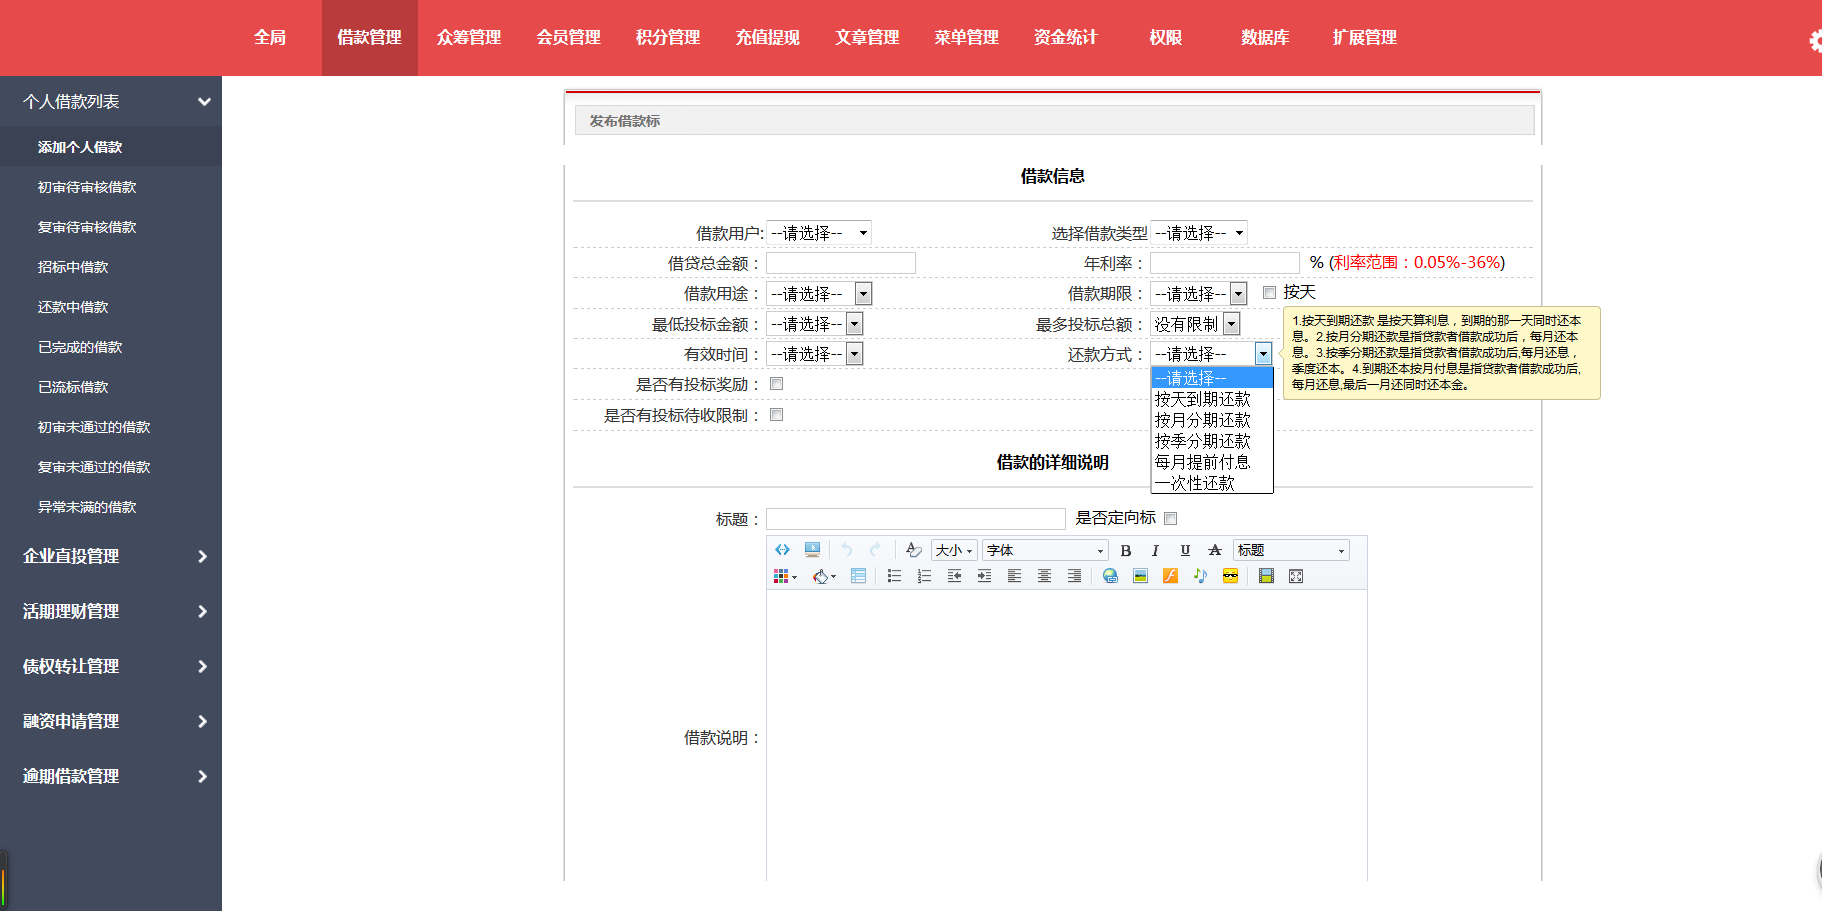 全局 借款管理 众筹管理 会员管理 积分管理 充值提现 文章管理 菜单管理 资金统计 权限 数据库 扩展管理
个人借款列表
添加个人借款
初审待审核借款
复审待审核借款
招标中借款
还款中借款
已完成的借款
已流标借款
初审未通过的借款
复审未通过的借款
异常未满的借款
企业直投管理
活期理财管理
债权转让管理
融资申请管理
逾期借款管理
发布借款标
借款信息
借款用户: --请选择-- 选择借款类型 --请选择--
借贷总金额： 年利率： % (利率范围：0.05%-36%)
借款用途： --请选择-- 借款期限： --请选择-- 按天
最低投标金额： --请选择-- 最多投标总额： 没有限制
有效时间： --请选择-- 还款方式： --请选择--
1.按天到期还款 是按天算利息，到期的那一天同时还本
息。2.按月分期还款是指贷款者借款成功后，每月还本
息。3.按季分期还款是指贷款者借款成功后,每月还息，
季度还本。4.到期还本按月付息是指贷款者借款成功后,
每月还息,最后一月还同时还本金。
--请选择--
按天到期还款
按月分期还款
按季分期还款
每月提前付息
一次性还款
是否有投标奖励：
是否有投标待收限制：
借款的详细说明
标题： 是否定向标
大小 字体 B I U A 标题
借款说明：